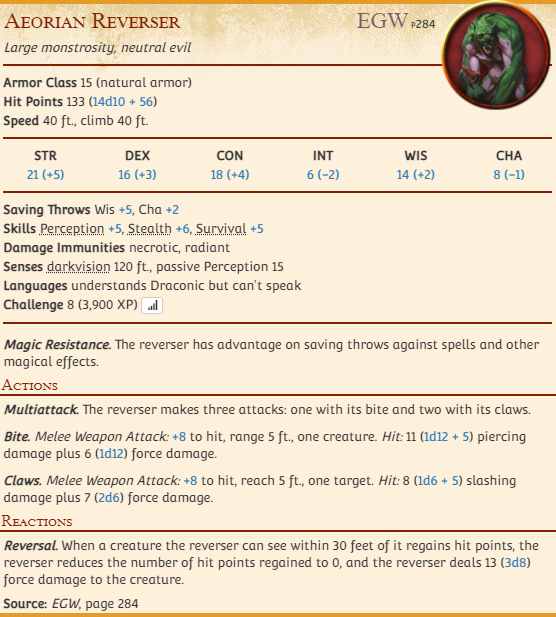 Aeorian Reverser
EGW P284
Large monstrosity, neutral evil
Armor Class 15 (natural armor)
Hit Points 133 (14d10 + 56)
Speed 40 ft., climb 40 ft.
STR DEX CON INT WIS CHA
21 (+5) 16 (+3) 18 (+4) 6 (−2) 14 (+2) 8 (−1)
Saving Throws Wis +5, Cha +2
Skills Perception +5, Stealth +6, Survival +5
Damage Immunities necrotic, radiant
Senses darkvision 120 ft., passive Perception 15
Languages understands Draconic but can't speak
Challenge 8 (3,900 XP)
Magic Resistance. The reverser has advantage on saving throws against spells and other
magical effects.
Actions
Multiattack. The reverser makes three attacks: one with its bite and two with its claws.
Bite. Melee Weapon Attack: +8 to hit, range 5 ft., one creature. Hit: 11 (1d12 + 5) piercing
damage plus 6 (1d12) force damage.
Claws. Melee Weapon Attack: +8 to hit, reach 5 ft., one target. Hit: 8 (1d6 + 5) slashing
damage plus 7 (2d6) force damage.
Reactions
Reversal. When a creature the reverser can see within 30 feet of it regains hit points, the
reverser reduces the number of hit points regained to 0, and the reverser deals 13 (3d8)
force damage to the creature.
Source: EGW, page 284